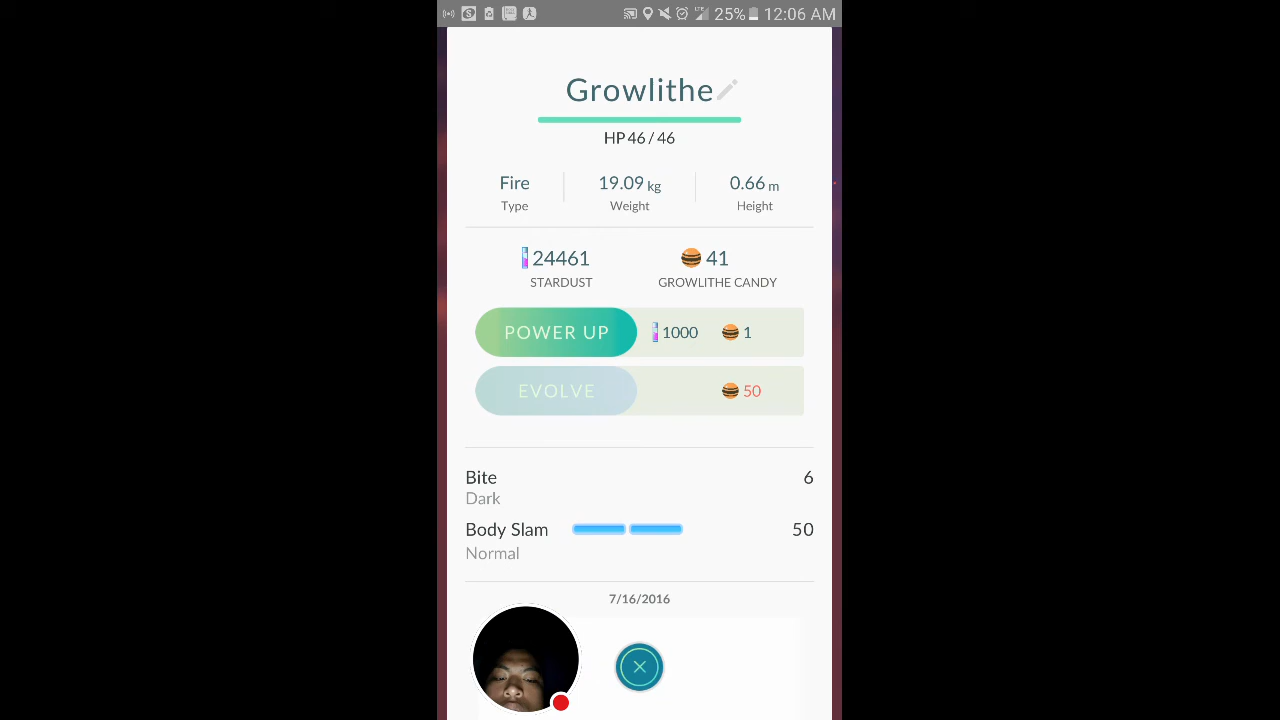 25% 12:06 AM
Growlithe
HP 46 / 46
Fire 19.09 kg 0.66 m
Type Weight Height
24461 41
STARDUST GROWLITHE CANDY
POWER UP 1000 1
EVOLVE 50
Bite 6
Dark
Body Slam 50
Normal
7/16/2016